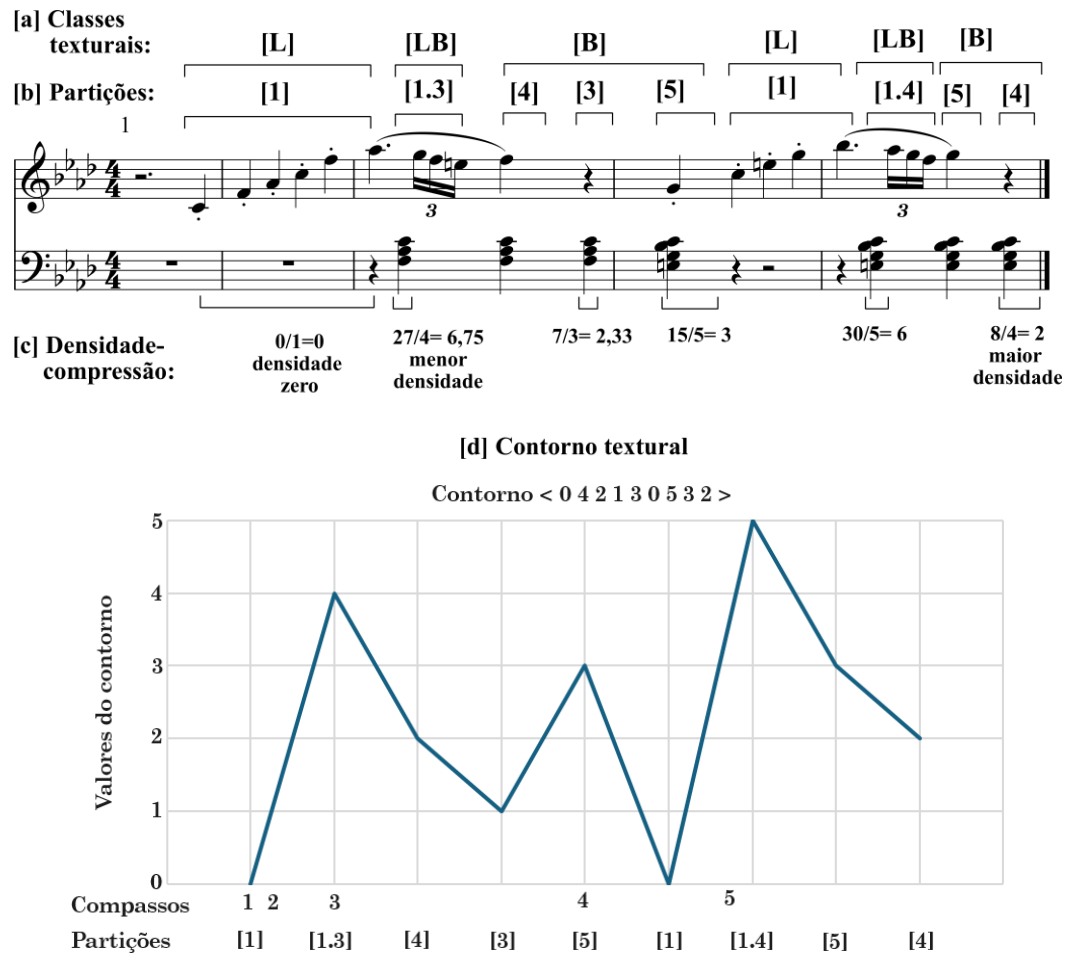 [a] Classes
texturais:
[L] [LB] [B] [L] [LB] [B]
[b] Partições: [1] [1.3] [4] [3] [5] [1] [1.4] [5] [4]
1
4 4
3 3
4 4
[c] Densidade-
compressão:
0/1=0
densidade
zero
27/4= 6,75
menor
densidade
7/3= 2,33
15/5= 3
30/5= 6
8/4= 2
maior
densidade
[d] Contorno textural
Contorno < 0 4 2 1 3 0 5 3 2 >
Valores do contorno
5
4
3
2
1
0
Compassos 1 2 3 4 5
Partições [1] [1.3] [4] [3] [5] [1] [1.4] [5] [4]